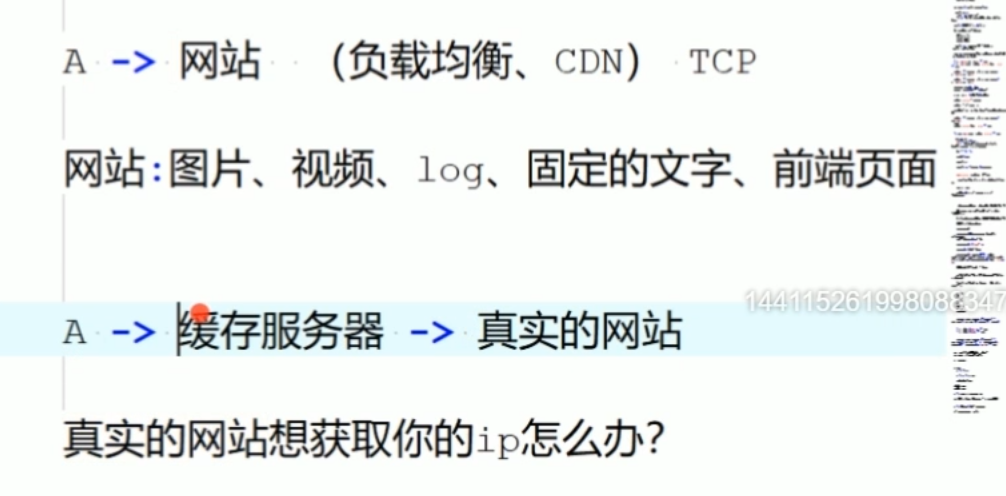 A -> 网站 （负载均衡、CDN） TCP
网站:图片、视频、log、固定的文字、前端页面
144115261998088347
A -> 缓存服务器 -> 真实的网站
真实的网站想获取你的ip怎么办?